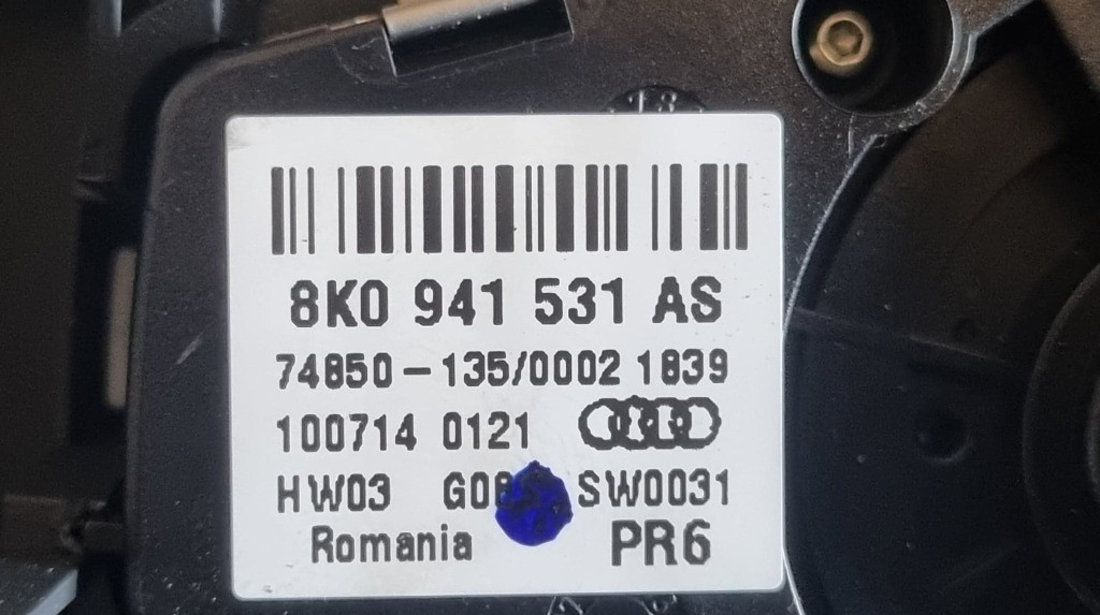 8K0 941 531 AS
74850-135/0002 1839
100714 0121
HW03 SW0031
Romania PR6